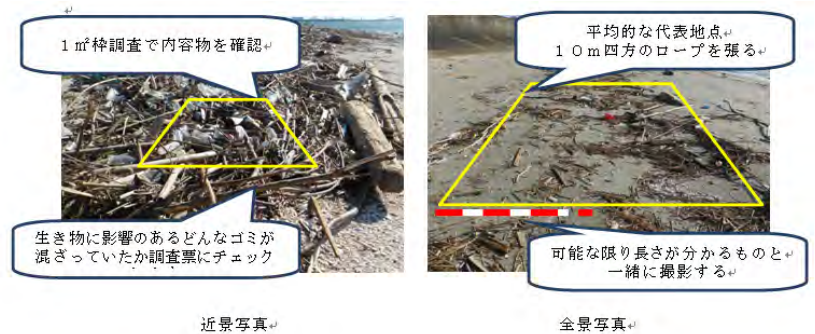 1㎡枠調査で内容物を確認
平均的な代表地点
10m四方のロープを張る
生き物に影響のあるどんなゴミが
混ざっていたか調査票にチェック
可能な限り長さが分かるものと
一緒に撮影する
近景写真
全景写真